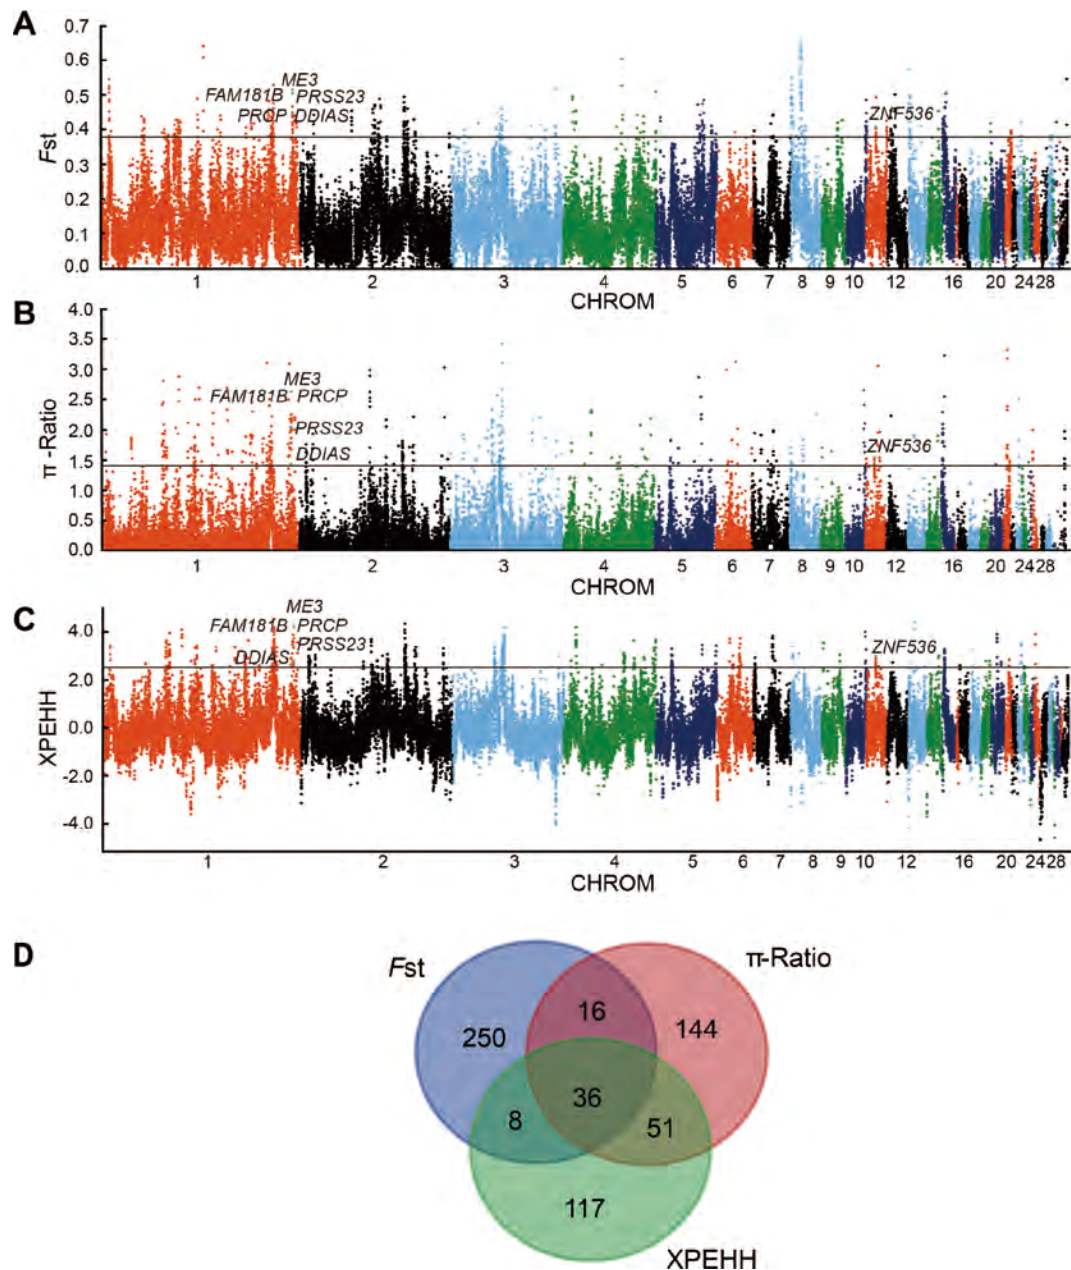 A
0.7
0.6
0.5
0.4
0.3
0.2
0.1
0.0
Fst
ME3
FAM181B PRSS23
PRCP DDIAS
ZNF536
1 2 3 4 5 6 7 8 9 10 12 16 20 24 28
CHROM
B
4.0
3.5
3.0
2.5
2.0
1.5
1.0
0.5
0.0
π -Ratio
ME3
FAM181B PRCP
PRSS23
DDIAS
ZNF536
1 2 3 4 5 6 7 8 9 10 12 16 20 24 28
CHROM
C
4.0
2.0
0.0
-2.0
-4.0
XPEHH
ME3
FAM181B PRCP
PRSS23
DDIAS
ZNF536
1 2 3 4 5 6 7 8 9 10 12 16 20 24 28
CHROM
D
Fst
π-Ratio
16
250
144
36
8
51
117
XPEHH